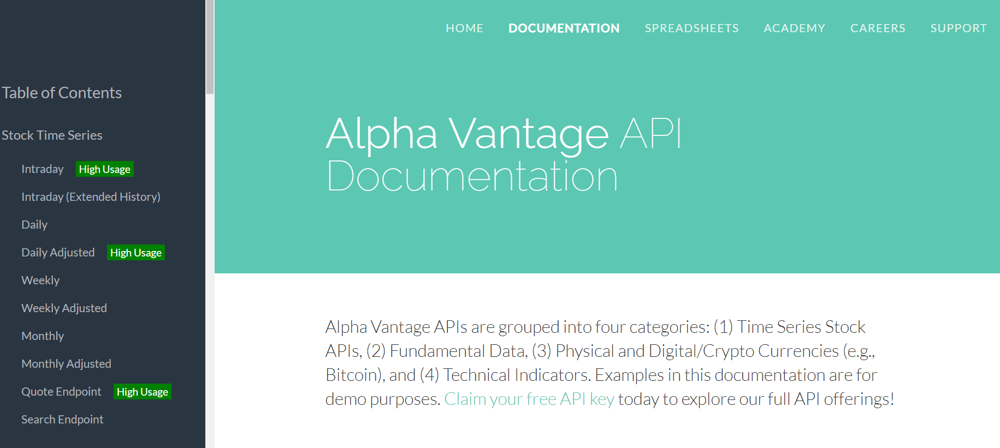 HOME DOCUMENTATION SPREADSHEETS ACADEMY CAREERS SUPPORT
Table of Contents
Stock Time Series
Intraday High Usage
Intraday (Extended History)
Daily
Daily Adjusted High Usage
Weekly
Weekly Adjusted
Monthly
Monthly Adjusted
Quote Endpoint High Usage
Search Endpoint
Alpha Vantage API
Documentation
Alpha Vantage APIs are grouped into four categories: (1) Time Series Stock
APIs, (2) Fundamental Data, (3) Physical and Digital/Crypto Currencies (e.g.,
Bitcoin), and (4) Technical Indicators. Examples in this documentation are for
demo purposes. Claim your free API key today to explore our full API offerings!